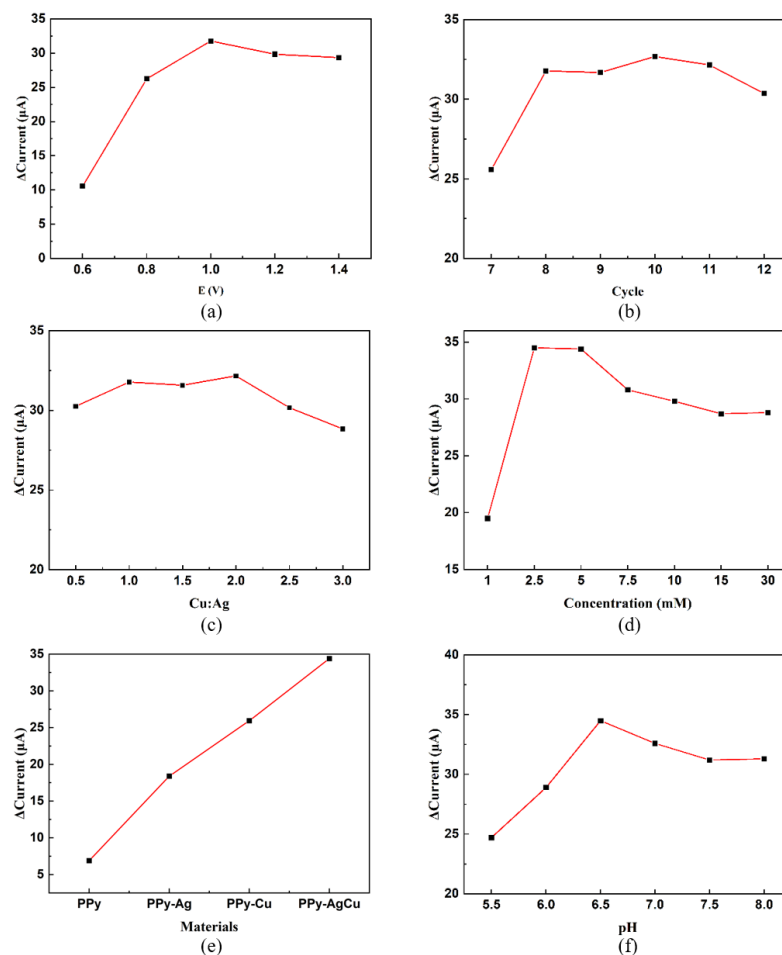 35
30
25
20
15
10
5
0
ΔCurrent (μA)
0.6 0.8 1.0 1.2 1.4
E (V)
(a)
35
30
25
20
ΔCurrent (μA)
7 8 9 10 11 12
Cycle
(b)
35
30
25
20
ΔCurrent (μA)
0.5 1.0 1.5 2.0 2.5 3.0
Cu:Ag
(c)
35
30
25
20
15
ΔCurrent (μA)
1 2.5 5 7.5 10 15 30
Concentration (mM)
(d)
35
30
25
20
15
10
5
ΔCurrent (μA)
PPy PPy-Ag PPy-Cu PPy-AgCu
Materials
(e)
40
35
30
25
20
ΔCurrent (μA)
5.5 6.0 6.5 7.0 7.5 8.0
pH
(f)